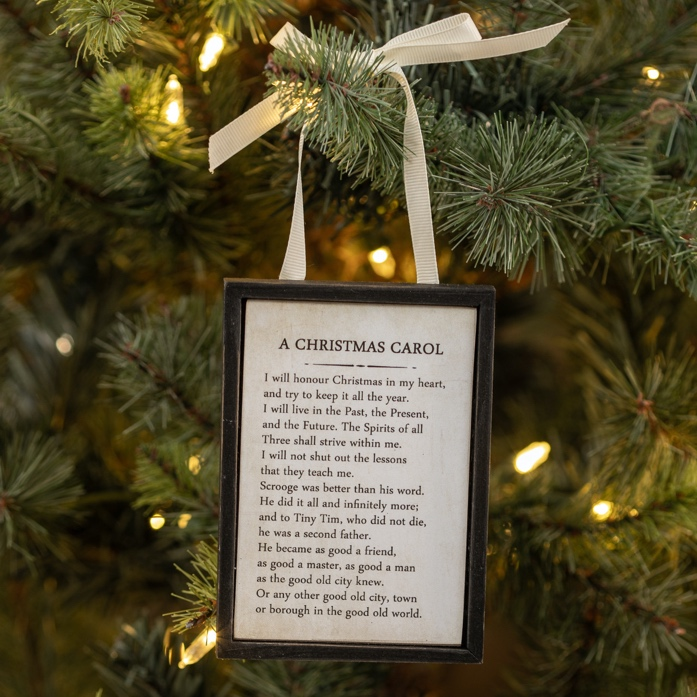 A CHRISTMAS CAROL
I will honour Christmas in my heart,
and try to keep it all the year.
I will live in the Past, the Present,
and the Future. The Spirits of all
Three shall strive within me.
I will not shut out the lessons
that they teach me.
Scrooge was better than his word.
He did it all and infinitely more;
and to Tiny Tim, who did not die,
he was a second father.
He became as good a friend,
as good a master, as good a man
as the good old city knew.
Or any other good old city, town
or borough in the good old world.